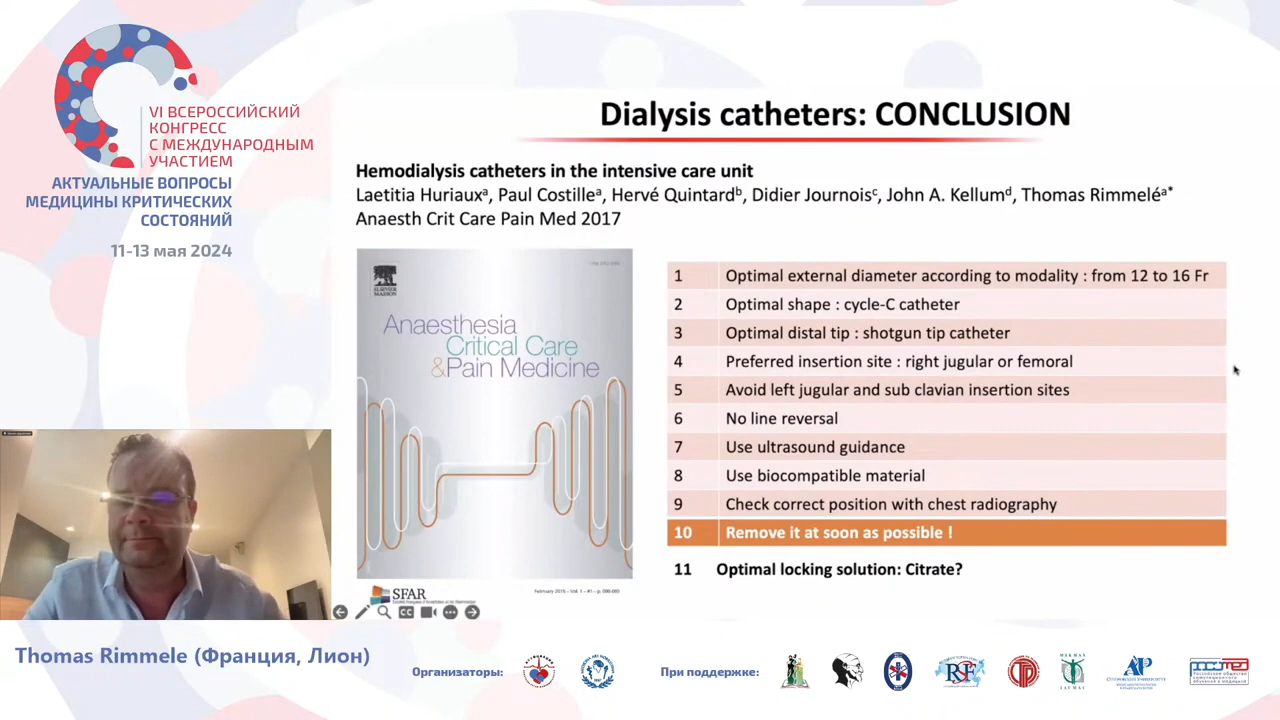 VI ВСЕРОССИЙСКИЙ
КОНГРЕСС
С МЕЖДУНАРОДНЫМ
УЧАСТИЕМ
АКТУАЛЬНЫЕ ВОПРОСЫ
МЕДИЦИНЫ КРИТИЧЕСКИХ
СОСТОЯНИЙ
11-13 мая 2024
Dialysis catheters: CONCLUSION
Hemodialysis catheters in the intensive care unit
Laetitia Huriauxᵃ, Paul Costilleᵃ, Hervé Quintardᵇ, Didier Journoisᶜ, John A. Kellumᵈ, Thomas Rimmeléᵃ*
Anaesth Crit Care Pain Med 2017
ELSEVIER
MASSON
Anaesthesia
Critical Care
&Pain Medicine
SFAR
1 Optimal external diameter according to modality : from 12 to 16 Fr
2 Optimal shape : cycle-C catheter
3 Optimal distal tip : shotgun tip catheter
4 Preferred insertion site : right jugular or femoral
5 Avoid left jugular and sub clavian insertion sites
6 No line reversal
7 Use ultrasound guidance
8 Use biocompatible material
9 Check correct position with chest radiography
10 Remove it at soon as possible !
11 Optimal locking solution: Citrate?
Thomas Rimmele (Франция, Лион)
Организаторы:
При поддержке: